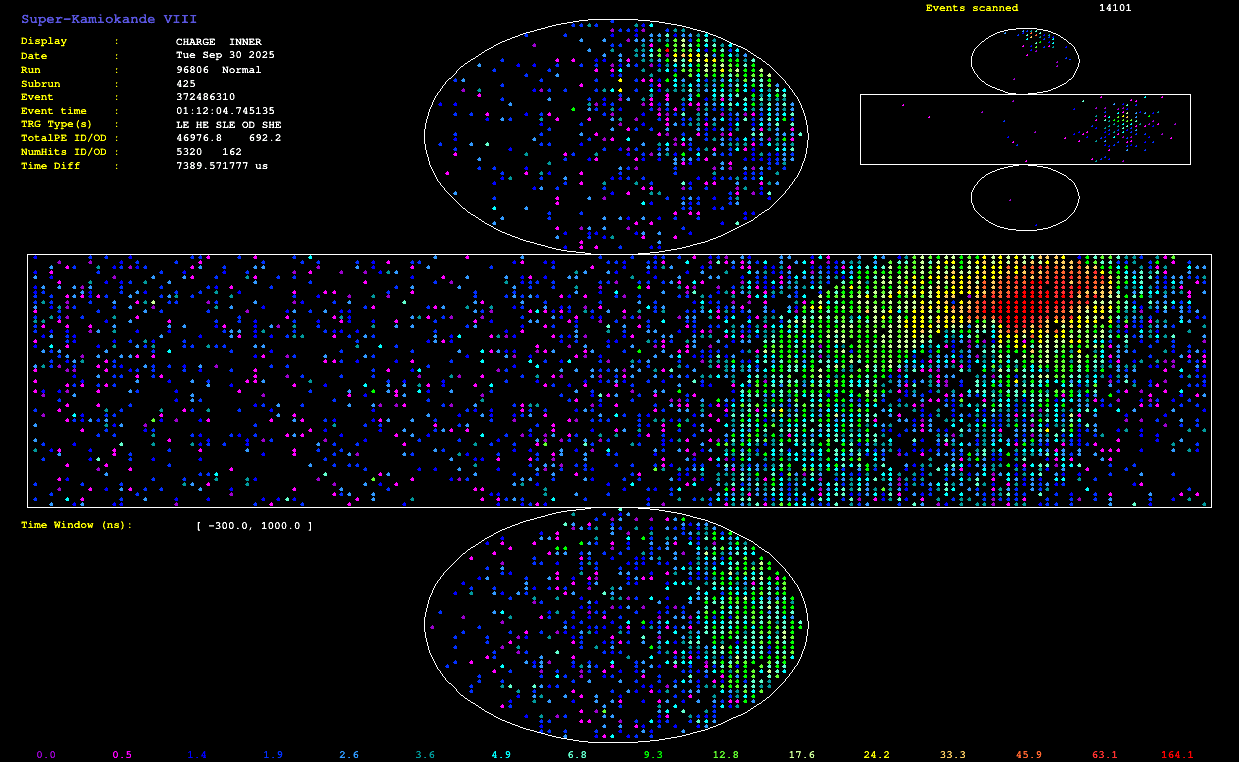 Super-Kamiokande VIII
Display : CHARGE INNER
Date : Tue Sep 30 2025
Run : 96806 Normal
Subrun : 425
Event : 372486310
Event time : 01:12:04.745135
TRG Type(s) : LE HE SLE OD SHE
TotalPE ID/OD : 46976.8 692.2
NumHits ID/OD : 5320 162
Time Diff : 7389.571777 us
Events scanned 14101
Time Window (ns): [ -300.0, 1000.0 ]
0.0 0.5 1.4 1.9 2.6 3.6 4.9 6.8 9.3 12.8 17.6 24.2 33.3 45.9 63.1 164.1